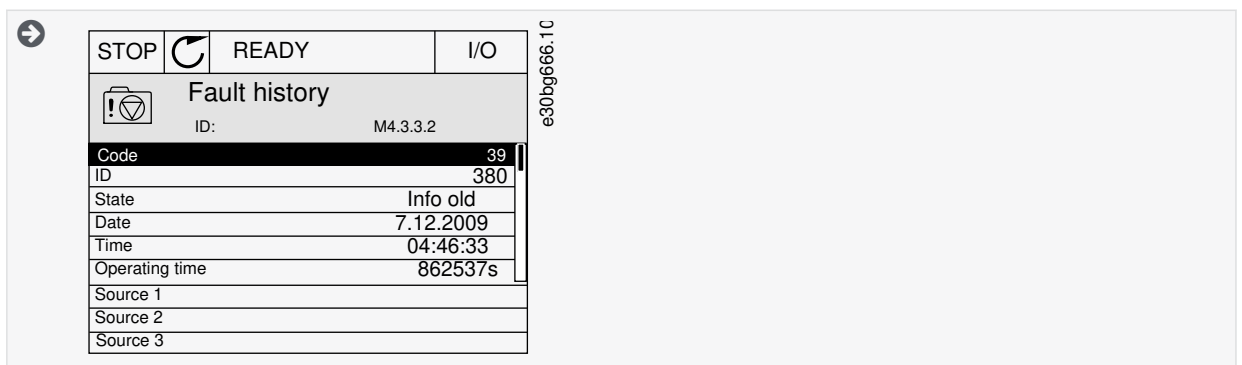 STOP READY I/O
Fault history
ID: M4.3.3.2
Code 39
ID 380
State Info old
Date 7.12.2009
Time 04:46:33
Operating time 862537s
Source 1
Source 2
Source 3
e30bg666.10